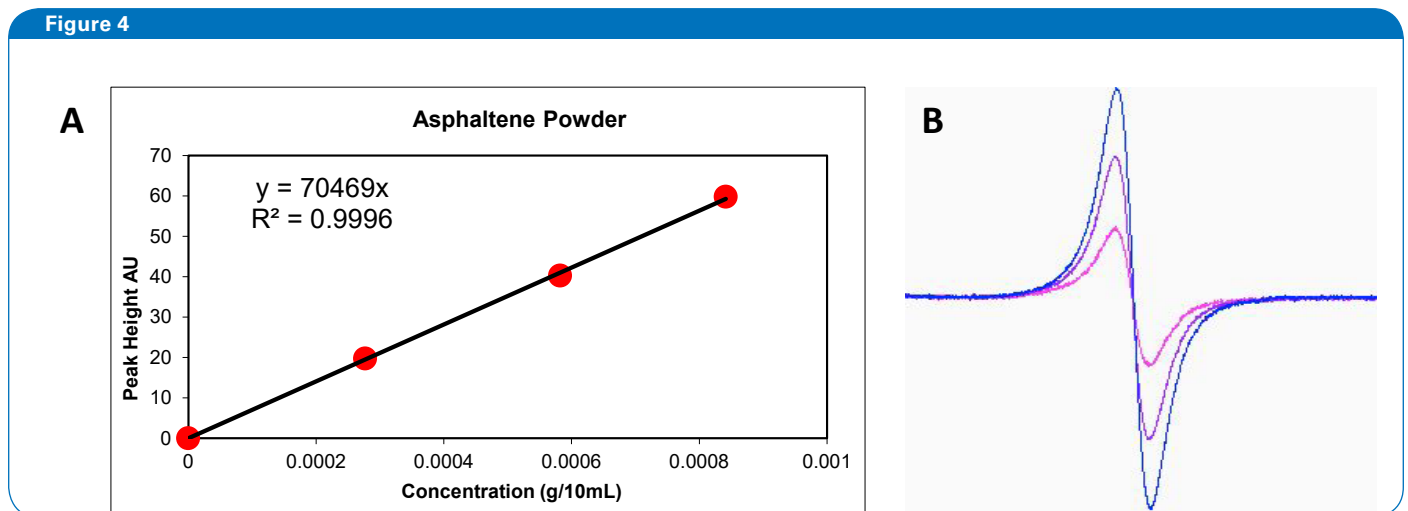 Figure 4
A
Asphaltene Powder
y = 70469x
R² = 0.9996
Peak Height AU
70
60
50
40
30
20
10
0
0 0.0002 0.0004 0.0006 0.0008 0.001
Concentration (g/10mL)
B